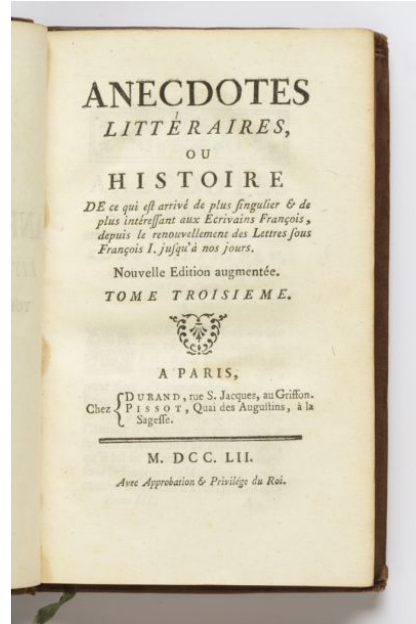 ANECDOTES
LITTÉRAIRES,
OU
HISTOIRE
DE ce qui eſt arrivé de plus ſingulier & de
plus intéreſſant aux Ecrivains François,
depuis le renouvellement des Lettres ſous
François I. juſqu'à nos jours.
Nouvelle Edition augmentée.
TOME TROISIEME.
A PARIS,
Chez { DURAND, rue S. Jacques, au Griffon.
PISSOT, Quai des Auguſtins, à la
Sageſſe.
M. DCC. LII.
Avec Approbation & Privilége du Roi.